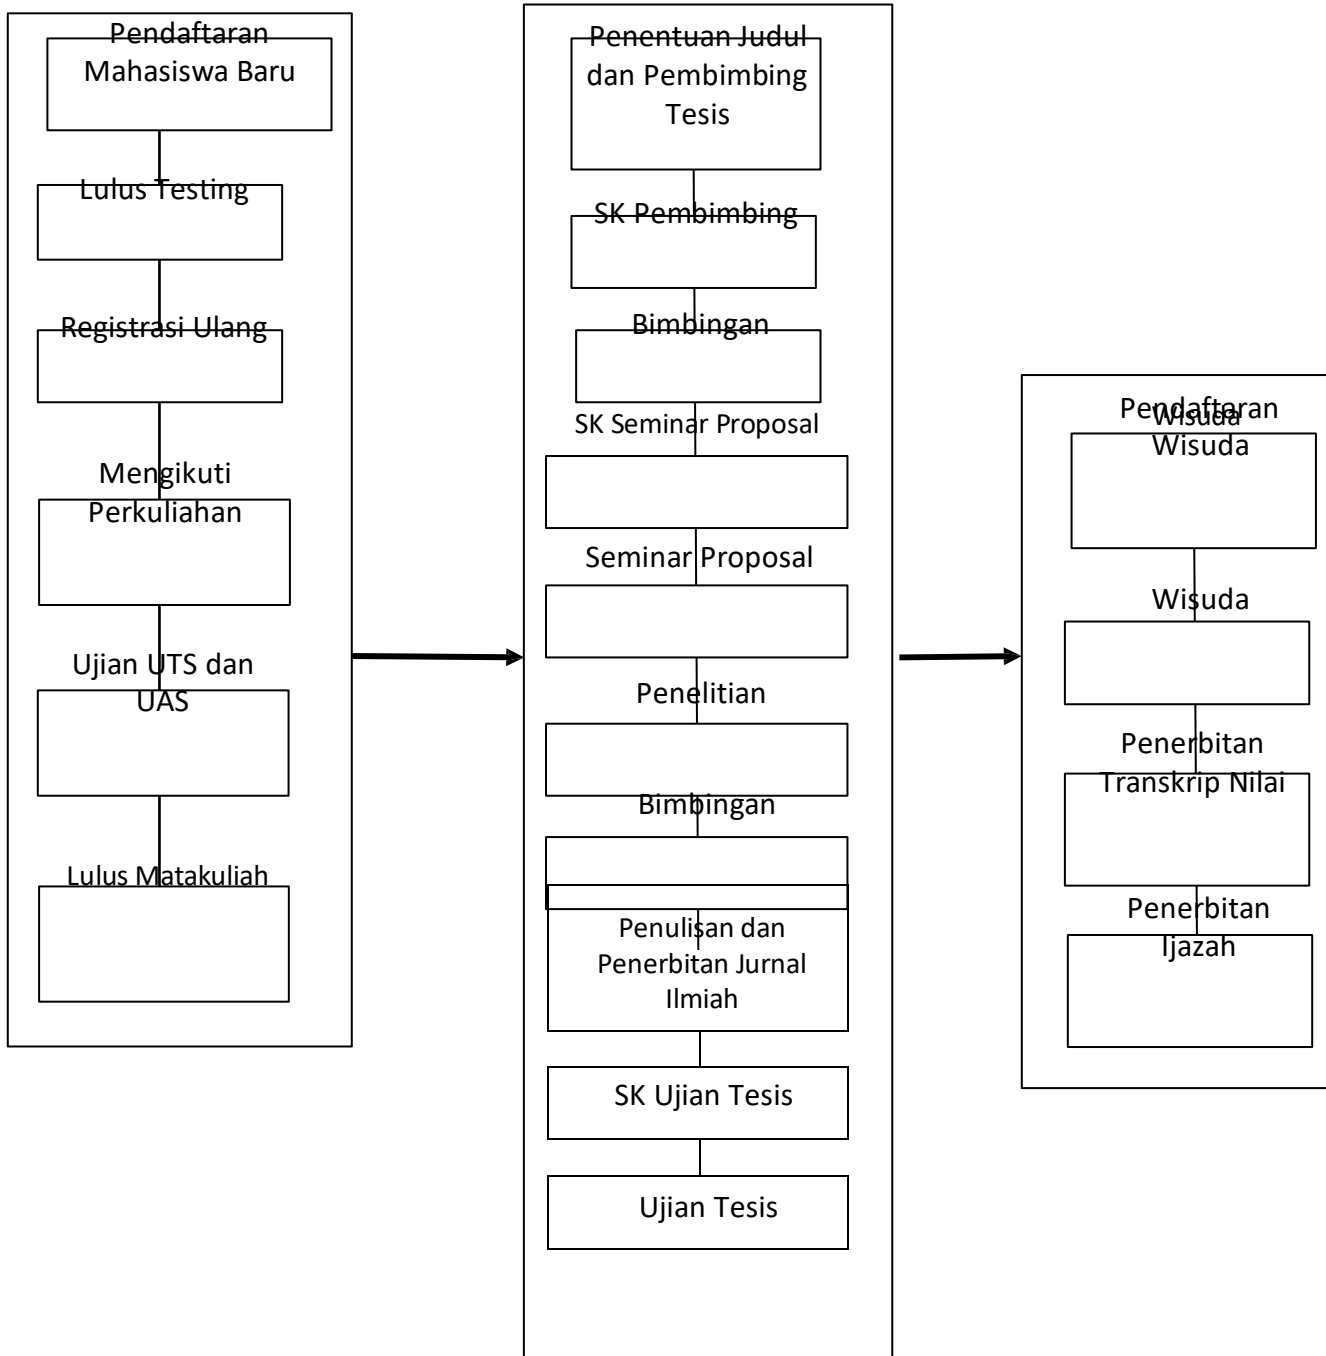 Pendaftaran
Mahasiswa Baru
Lulus Testing
Registrasi Ulang
Mengikuti
Perkuliahan
Ujian UTS dan
UAS
Lulus Matakuliah
Penentuan Judul
dan Pembimbing
Tesis
SK Pembimbing
Bimbingan
SK Seminar Proposal
Seminar Proposal
Penelitian
Bimbingan
Penulisan dan
Penerbitan Jurnal
Ilmiah
SK Ujian Tesis
Ujian Tesis
Pendaftaran
Wisuda
Wisuda
Wisuda
Penerbitan
Transkrip Nilai
Penerbitan
Ijazah